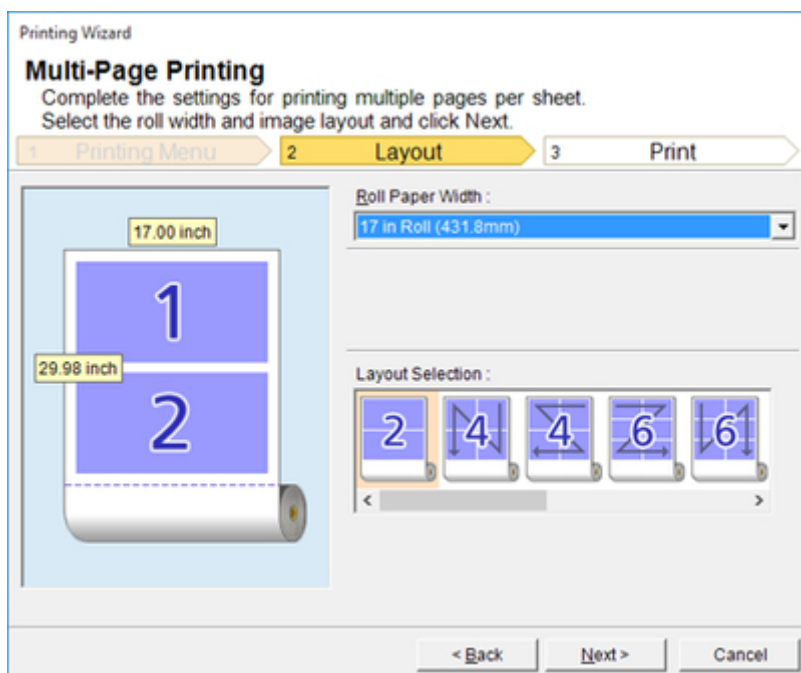 Printing Wizard
Multi-Page Printing
Complete the settings for printing multiple pages per sheet.
Select the roll width and image layout and click Next.
1 Printing Menu 2 Layout 3 Print
Roll Paper Width :
17 in Roll (431.8mm)
17.00 inch
1
29.98 inch
2
Layout Selection :
2 4 4 6 6
< Back Next > Cancel